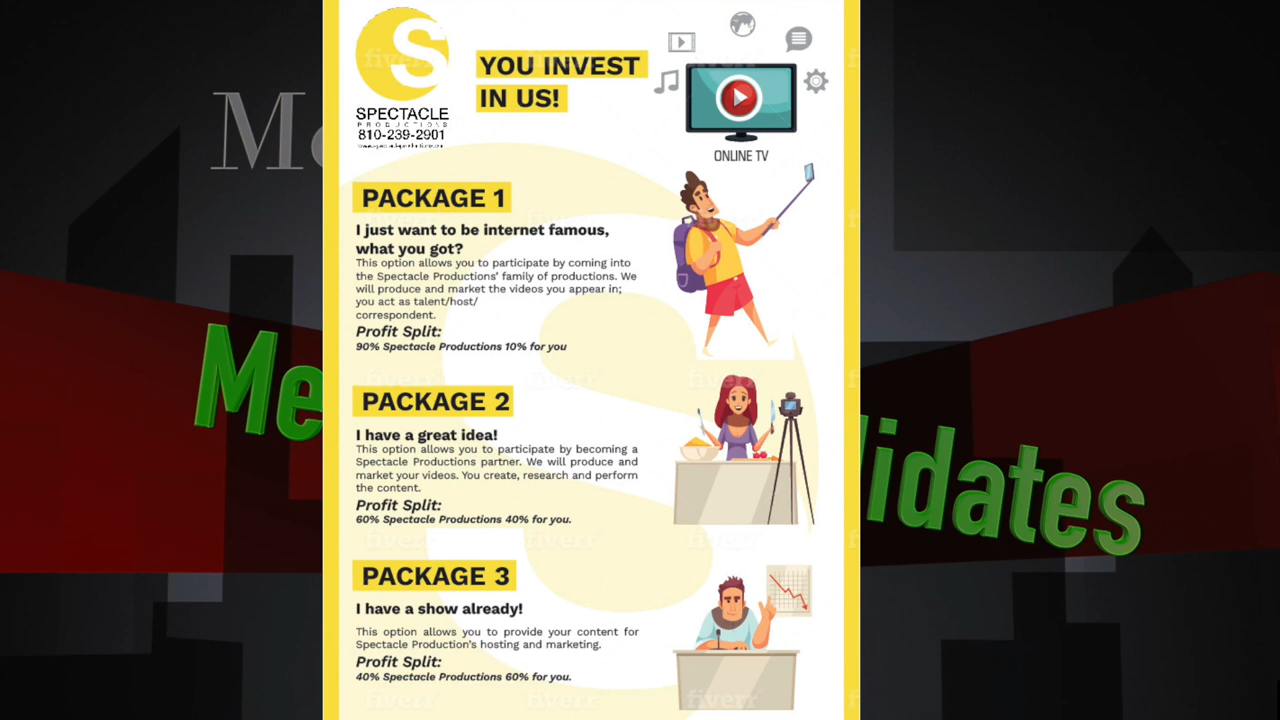 YOU INVEST
IN US!
S
SPECTACLE
PRODUCTIONS
810-239-2901
ONLINE TV
PACKAGE 1
I just want to be internet famous,
what you got?
This option allows you to participate by coming into
the Spectacle Productions' family of productions. We
will produce and market the videos you appear in;
you act as talent/host/
correspondent.
Profit Split:
90% Spectacle Productions 10% for you
PACKAGE 2
I have a great idea!
This option allows you to participate by becoming a
Spectacle Productions partner. We will produce and
market your videos. You create, research and perform
the content.
Profit Split:
60% Spectacle Productions 40% for you.
PACKAGE 3
I have a show already!
This option allows you to provide your content for
Spectacle Production's hosting and marketing.
Profit Split:
40% Spectacle Productions 60% for you.
fiverr
Me
Me
didates